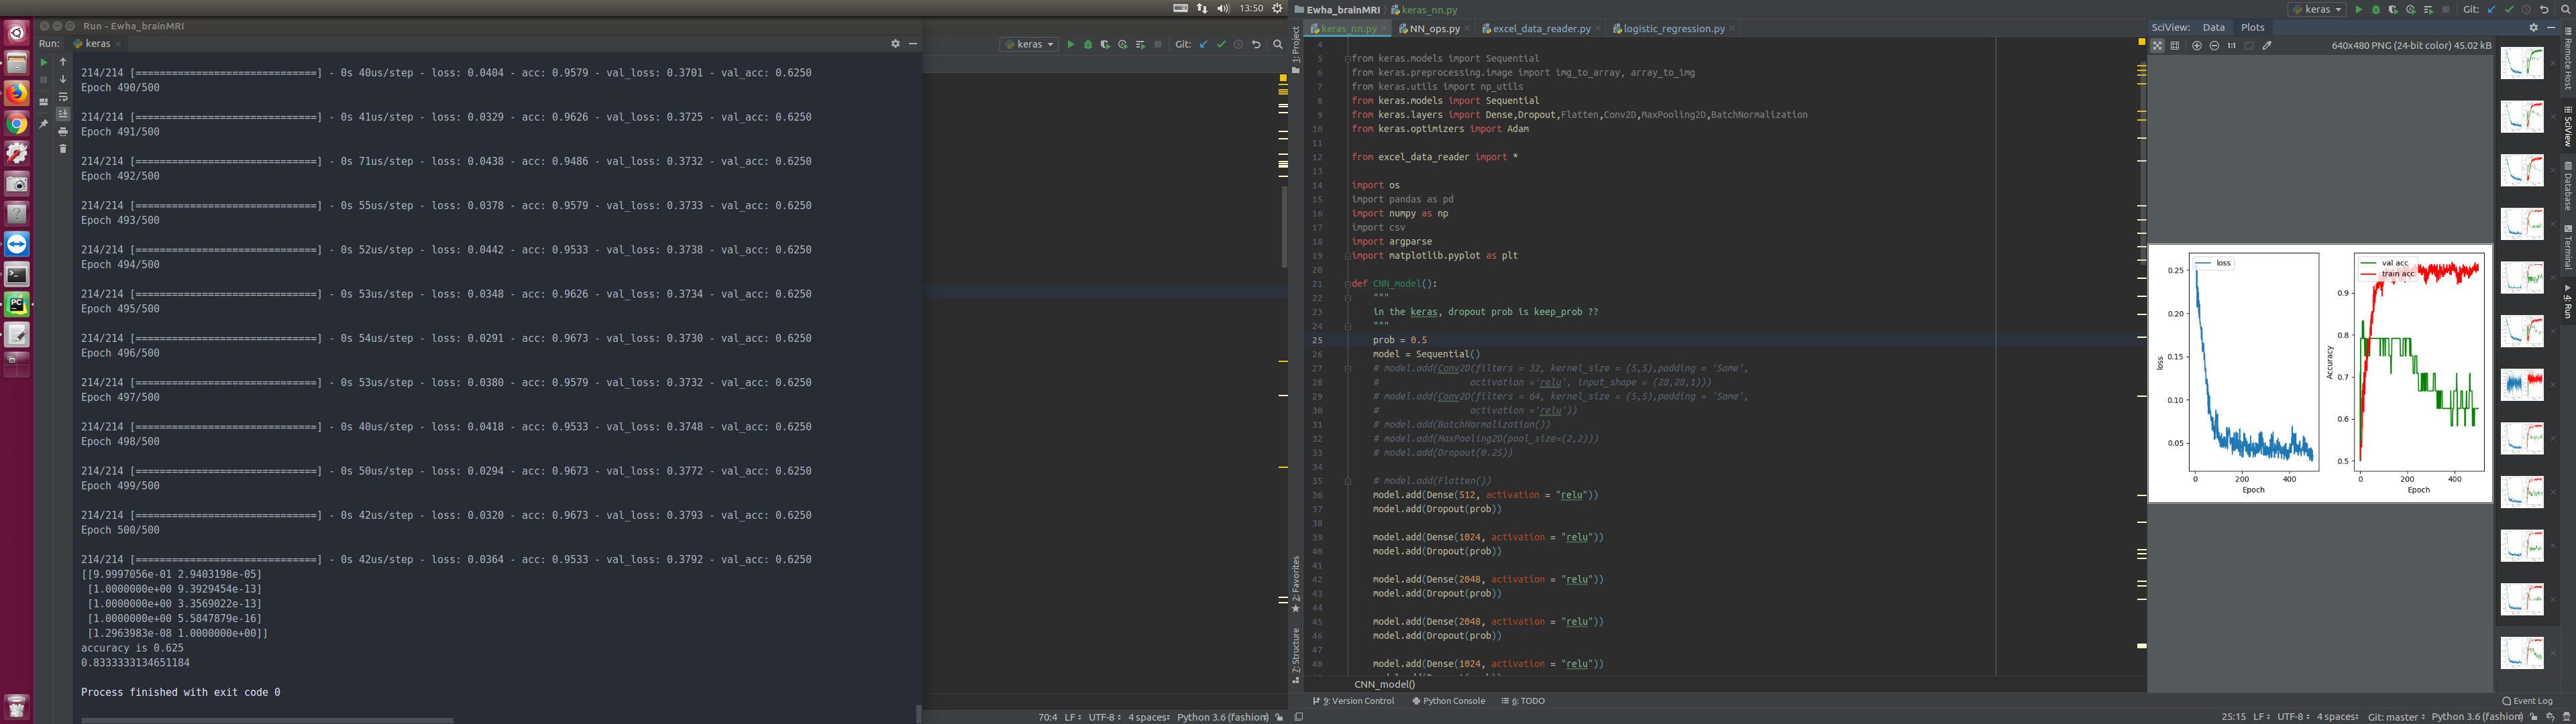 13:50
Run - Ewha_brainMRI
Run: keras
214/214 [==============================] - 0s 40us/step - loss: 0.0404 - acc: 0.9579 - val_loss: 0.3701 - val_acc: 0.6250
Epoch 490/500
214/214 [==============================] - 0s 41us/step - loss: 0.0329 - acc: 0.9626 - val_loss: 0.3725 - val_acc: 0.6250
Epoch 491/500
214/214 [==============================] - 0s 71us/step - loss: 0.0438 - acc: 0.9486 - val_loss: 0.3732 - val_acc: 0.6250
Epoch 492/500
214/214 [==============================] - 0s 55us/step - loss: 0.0378 - acc: 0.9579 - val_loss: 0.3733 - val_acc: 0.6250
Epoch 493/500
214/214 [==============================] - 0s 52us/step - loss: 0.0442 - acc: 0.9533 - val_loss: 0.3738 - val_acc: 0.6250
Epoch 494/500
214/214 [==============================] - 0s 53us/step - loss: 0.0348 - acc: 0.9626 - val_loss: 0.3734 - val_acc: 0.6250
Epoch 495/500
214/214 [==============================] - 0s 54us/step - loss: 0.0291 - acc: 0.9673 - val_loss: 0.3730 - val_acc: 0.6250
Epoch 496/500
214/214 [==============================] - 0s 53us/step - loss: 0.0380 - acc: 0.9579 - val_loss: 0.3732 - val_acc: 0.6250
Epoch 497/500
214/214 [==============================] - 0s 40us/step - loss: 0.0418 - acc: 0.9533 - val_loss: 0.3748 - val_acc: 0.6250
Epoch 498/500
214/214 [==============================] - 0s 50us/step - loss: 0.0294 - acc: 0.9673 - val_loss: 0.3772 - val_acc: 0.6250
Epoch 499/500
214/214 [==============================] - 0s 42us/step - loss: 0.0320 - acc: 0.9673 - val_loss: 0.3793 - val_acc: 0.6250
Epoch 500/500
214/214 [==============================] - 0s 42us/step - loss: 0.0364 - acc: 0.9533 - val_loss: 0.3792 - val_acc: 0.6250
[[9.9997056e-01 2.9403198e-05]
[1.0000000e+00 9.3929454e-13]
[1.0000000e+00 3.3569022e-13]
[1.0000000e+00 5.5847879e-16]
[1.2963983e-08 1.0000000e+00]]
accuracy is 0.625
0.8333333134651184
Process finished with exit code 0
keras Git:
70:4 LF UTF-8 4 spaces Python 3.6 (fashion)
Ewha_brainMRI keras_nn.py
keras Git:
keras_nn.py NN_ops.py excel_data_reader.py logistic_regression.py
1: Project
2: Favorites
7: Structure
4
5 from keras.models import Sequential
6 from keras.preprocessing.image import img_to_array, array_to_img
7 from keras.utils import np_utils
8 from keras.models import Sequential
9 from keras.layers import Dense,Dropout,Flatten,Conv2D,MaxPooling2D,BatchNormalization
10 from keras.optimizers import Adam
11
12 from excel_data_reader import *
13
14 import os
15 import pandas as pd
16 import numpy as np
17 import csv
18 import argparse
19 import matplotlib.pyplot as plt
20
21 def CNN_model():
22 """
23 in the keras, dropout prob is keep_prob ??
24 """
25 prob = 0.5
26 model = Sequential()
27 # model.add(Conv2D(filters = 32, kernel_size = (5,5),padding = 'Same',
28 # activation ='relu', input_shape = (28,28,1)))
29 # model.add(Conv2D(filters = 64, kernel_size = (5,5),padding = 'Same',
30 # activation ='relu'))
31 # model.add(BatchNormalization())
32 # model.add(MaxPooling2D(pool_size=(2,2)))
33 # model.add(Dropout(0.25))
34
35 # model.add(Flatten())
36 model.add(Dense(512, activation = "relu"))
37 model.add(Dropout(prob))
38
39 model.add(Dense(1024, activation = "relu"))
40 model.add(Dropout(prob))
41
42 model.add(Dense(2048, activation = "relu"))
43 model.add(Dropout(prob))
44
45 model.add(Dense(2048, activation = "relu"))
46 model.add(Dropout(prob))
47
48 model.add(Dense(1024, activation = "relu"))
CNN_model()
9: Version Control Python Console 6: TODO
SciView: Data Plots
1:1 640x480 PNG (24-bit color) 45.02 kB
loss
0.25
0.20
0.15
0.10
0.05
loss
0 200 400
Epoch
val acc
train acc
0.9
0.8
0.7
0.6
0.5
Accuracy
0 200 400
Epoch
Remote Host
SciView
Database
Terminal
4: Run
Event Log
25:15 LF UTF-8 4 spaces Git: master Python 3.6 (fashion)